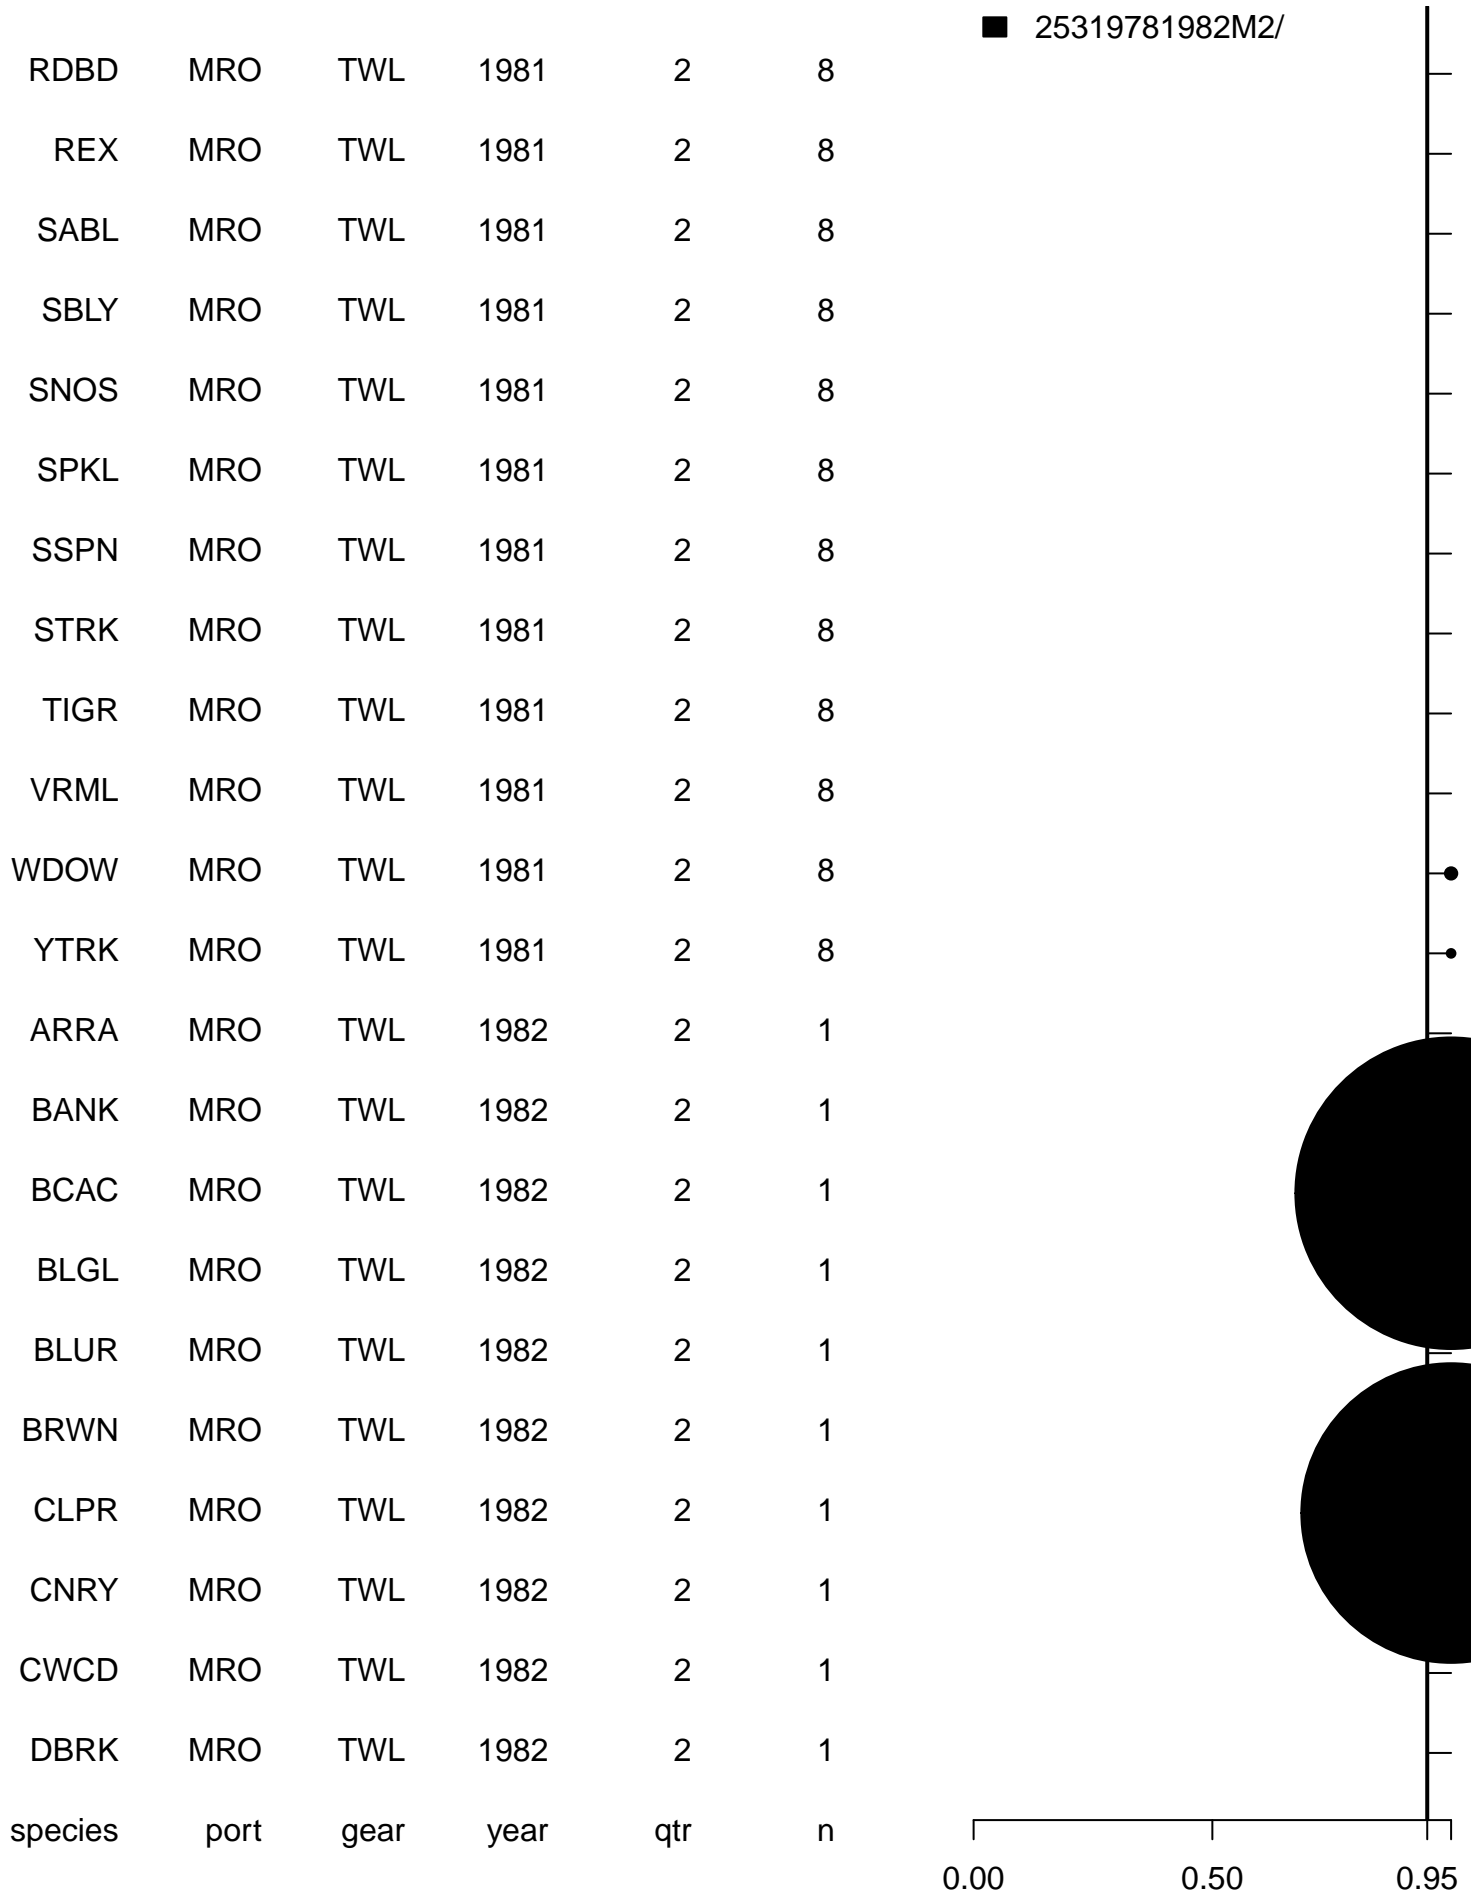 25319781982M2/
RDBD MRO TWL 1981 2 8
REX MRO TWL 1981 2 8
SABL MRO TWL 1981 2 8
SBLY MRO TWL 1981 2 8
SNOS MRO TWL 1981 2 8
SPKL MRO TWL 1981 2 8
SSPN MRO TWL 1981 2 8
STRK MRO TWL 1981 2 8
TIGR MRO TWL 1981 2 8
VRML MRO TWL 1981 2 8
WDOW MRO TWL 1981 2 8
YTRK MRO TWL 1981 2 8
ARRA MRO TWL 1982 2 1
BANK MRO TWL 1982 2 1
BCAC MRO TWL 1982 2 1
BLGL MRO TWL 1982 2 1
BLUR MRO TWL 1982 2 1
BRWN MRO TWL 1982 2 1
CLPR MRO TWL 1982 2 1
CNRY MRO TWL 1982 2 1
CWCD MRO TWL 1982 2 1
DBRK MRO TWL 1982 2 1
species port gear year qtr n
0.00 0.50 0.95